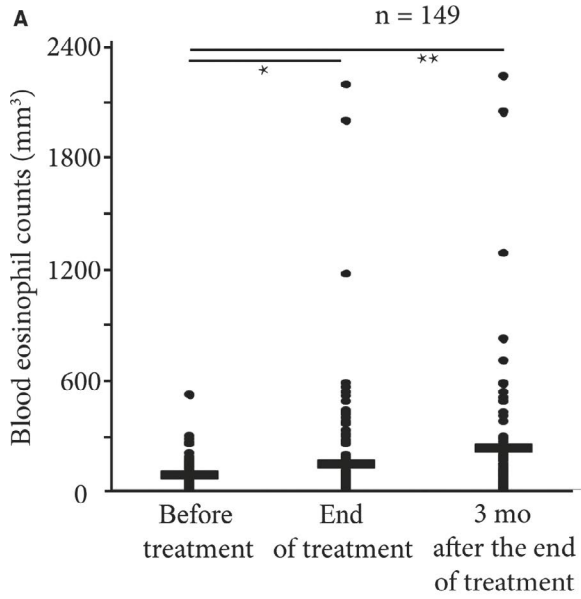 A
n = 149
2400
*
**
1800
1200
600
0
Blood eosinophil counts (mm³)
Before
treatment
End
of treatment
3 mo
after the end
of treatment